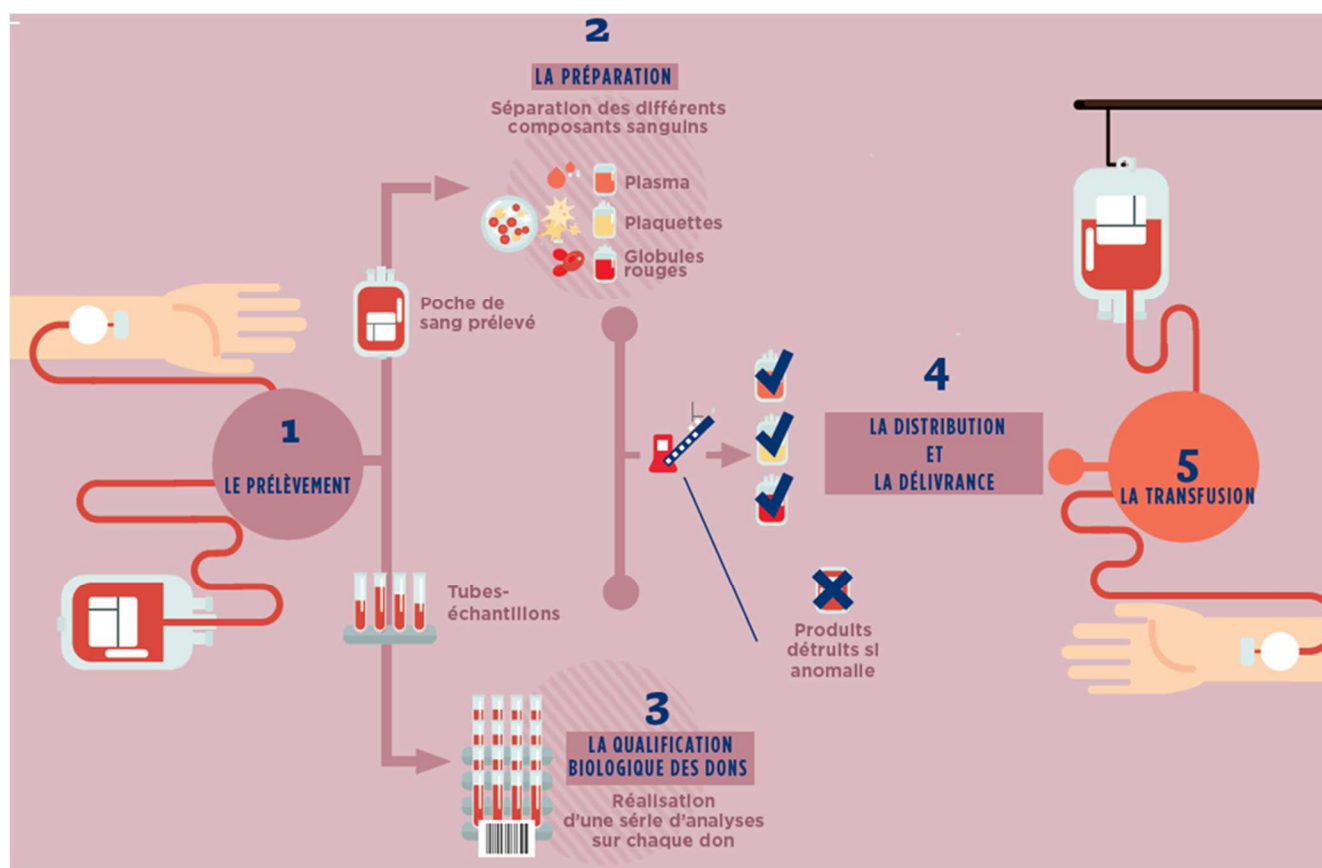 1
LE PRÉLÈVEMENT
Poche de
sang prélevé
Tubes-
échantillons
2
LA PRÉPARATION
Séparation des différents
composants sanguins
Plasma
Plaquettes
Globules
rouges
3
LA QUALIFICATION
BIOLOGIQUE DES DONS
Réalisation
d'une série d'analyses
sur chaque don
Produits
détruits si
anomalie
4
LA DISTRIBUTION
ET
LA DÉLIVRANCE
5
LA TRANSFUSION